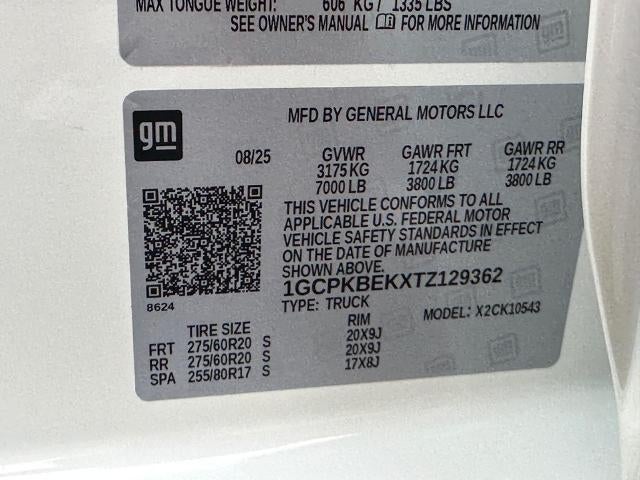 MAX TONGUE WEIGHT: 606 KG / 1335 LBS
SEE OWNER'S MANUAL FOR MORE INFORMATION
gm
MFD BY GENERAL MOTORS LLC
08/25 GVWR GAWR FRT GAWR RR
3175 KG 1724 KG 1724 KG
7000 LB 3800 LB 3800 LB
THIS VEHICLE CONFORMS TO ALL
APPLICABLE U.S. FEDERAL MOTOR
VEHICLE SAFETY STANDARDS IN EFFECT
ON THE DATE OF MANUFACTURE
SHOWN ABOVE.
1GCPKBEKXTZ129362
8624
TYPE: TRUCK MODEL: X2CK10543
TIRE SIZE RIM
FRT 275/60R20 S 20X9J
RR 275/60R20 S 20X9J
SPA 255/80R17 S 17X8J